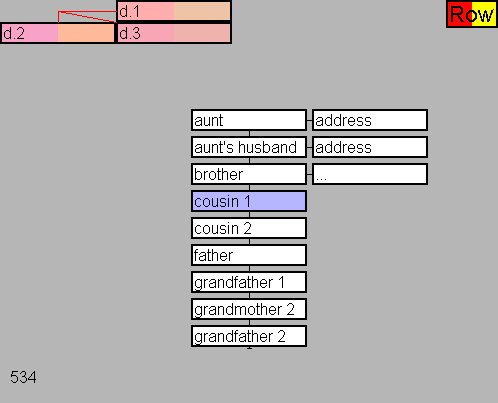 d.1
Row
d.2
d.3
aunt
address
aunt's husband
address
brother
...
cousin 1
cousin 2
father
grandfather 1
grandmother 2
grandfather 2
534